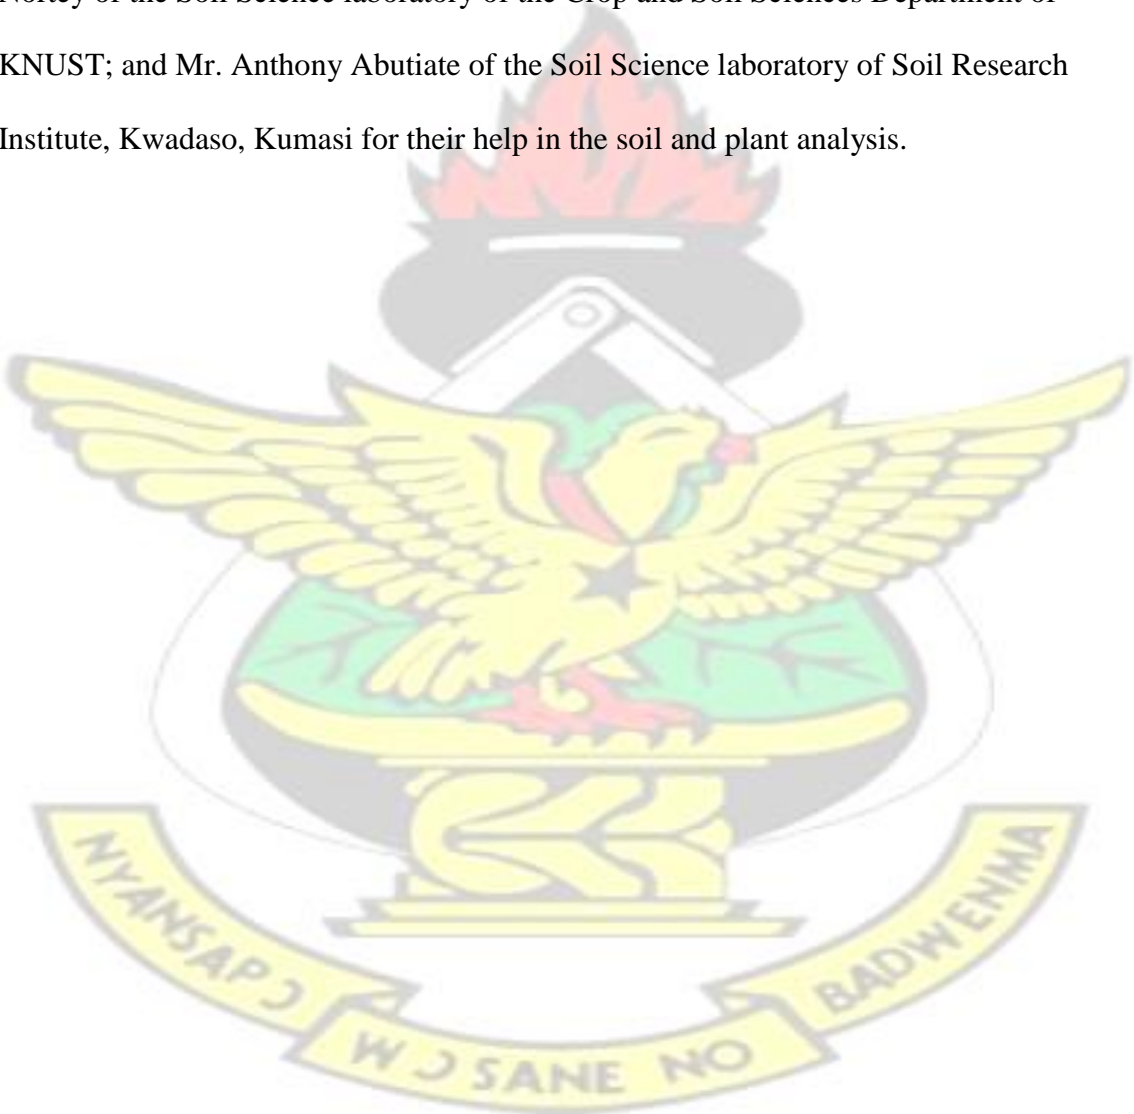 Nortey of the Soil Science laboratory of the Crop and Soil Sciences Department of
KNUST; and Mr. Anthony Abutiate of the Soil Science laboratory of Soil Research
Institute, Kwadaso, Kumasi for their help in the soil and plant analysis.
NYANSAPƆ
WƆ SANE NO
BADWENMA